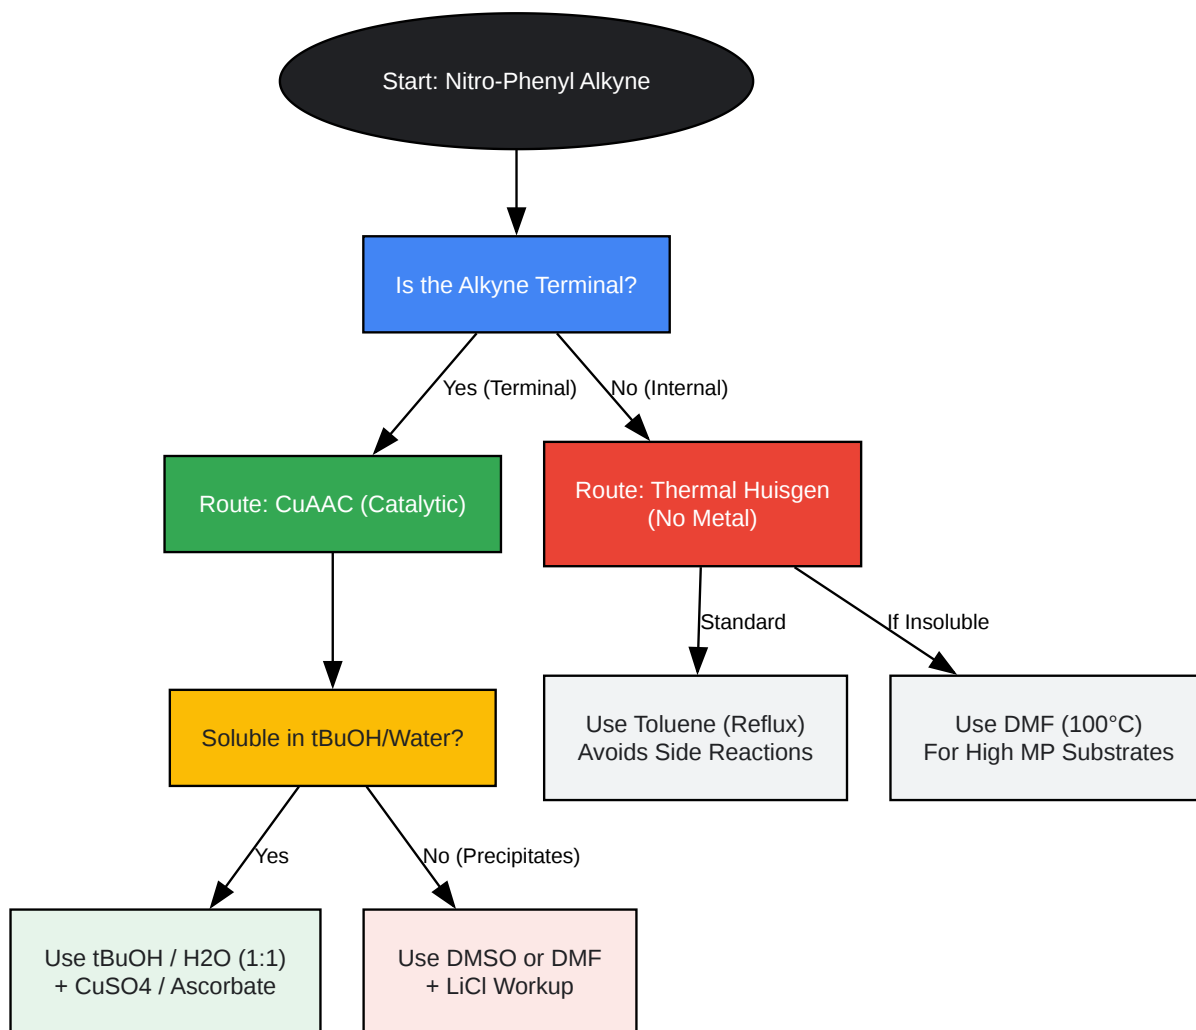 Start: Nitro-Phenyl Alkyne
Is the Alkyne Terminal?
Yes (Terminal)
No (Internal)
Route: CuAAC (Catalytic)
Route: Thermal Huisgen
(No Metal)
Standard
If Insoluble
Soluble in tBuOH/Water?
Use Toluene (Reflux)
Avoids Side Reactions
Use DMF (100°C)
For High MP Substrates
Yes
No (Precipitates)
Use tBuOH / H2O (1:1)
+ CuSO4 / Ascorbate
Use DMSO or DMF
+ LiCl Workup